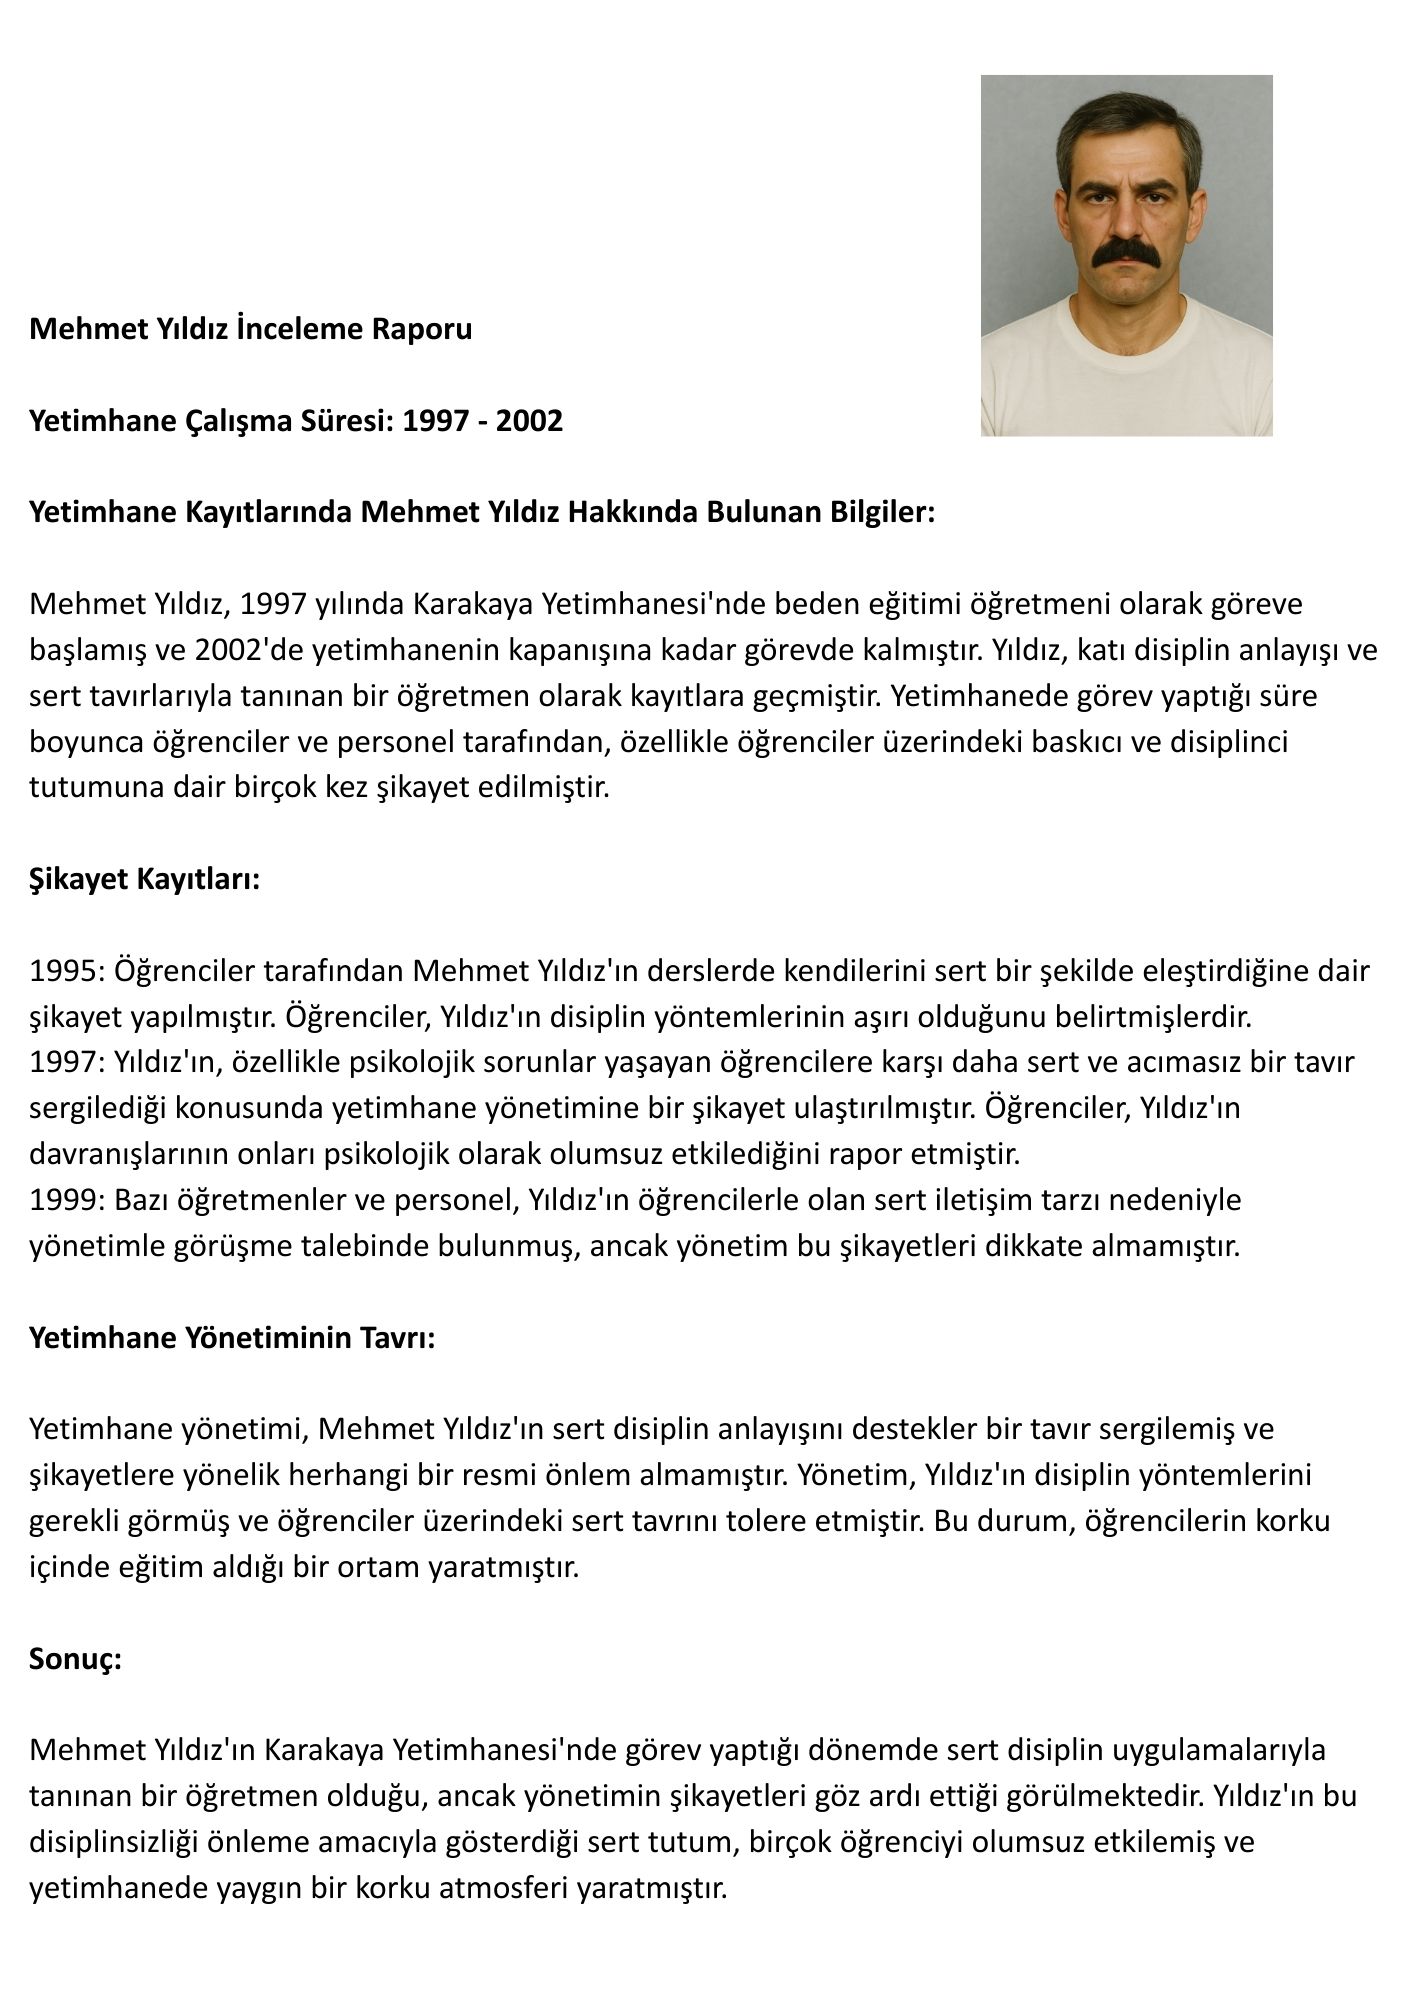 Mehmet Yıldız İnceleme Raporu
Yetimhane Çalışma Süresi: 1997 - 2002
Yetimhane Kayıtlarında Mehmet Yıldız Hakkında Bulunan Bilgiler:
Mehmet Yıldız, 1997 yılında Karakaya Yetimhanesi'nde beden eğitimi öğretmeni olarak göreve
başlamış ve 2002'de yetimhanenin kapanışına kadar görevde kalmıştır. Yıldız, katı disiplin anlayışı ve
sert tavırlarıyla tanınan bir öğretmen olarak kayıtlara geçmiştir. Yetimhanede görev yaptığı süre
boyunca öğrenciler ve personel tarafından, özellikle öğrenciler üzerindeki baskıcı ve disiplinci
tutumuna dair birçok kez şikayet edilmiştir.
Şikayet Kayıtları:
1995: Öğrenciler tarafından Mehmet Yıldız'ın derslerde kendilerini sert bir şekilde eleştirdiğine dair
şikayet yapılmıştır. Öğrenciler, Yıldız'ın disiplin yöntemlerinin aşırı olduğunu belirtmişlerdir.
1997: Yıldız'ın, özellikle psikolojik sorunlar yaşayan öğrencilere karşı daha sert ve acımasız bir tavır
sergilediği konusunda yetimhane yönetimine bir şikayet ulaştırılmıştır. Öğrenciler, Yıldız'ın
davranışlarının onları psikolojik olarak olumsuz etkilediğini rapor etmiştir.
1999: Bazı öğretmenler ve personel, Yıldız'ın öğrencilerle olan sert iletişim tarzı nedeniyle
yönetimle görüşme talebinde bulunmuş, ancak yönetim bu şikayetleri dikkate almamıştır.
Yetimhane Yönetiminin Tavrı:
Yetimhane yönetimi, Mehmet Yıldız'ın sert disiplin anlayışını destekler bir tavır sergilemiş ve
şikayetlere yönelik herhangi bir resmi önlem almamıştır. Yönetim, Yıldız'ın disiplin yöntemlerini
gerekli görmüş ve öğrenciler üzerindeki sert tavrını tolere etmiştir. Bu durum, öğrencilerin korku
içinde eğitim aldığı bir ortam yaratmıştır.
Sonuç:
Mehmet Yıldız'ın Karakaya Yetimhanesi'nde görev yaptığı dönemde sert disiplin uygulamalarıyla
tanınan bir öğretmen olduğu, ancak yönetimin şikayetleri göz ardı ettiği görülmektedir. Yıldız'ın bu
disiplinsizliği önleme amacıyla gösterdiği sert tutum, birçok öğrenciyi olumsuz etkilemiş ve
yetimhanede yaygın bir korku atmosferi yaratmıştır.